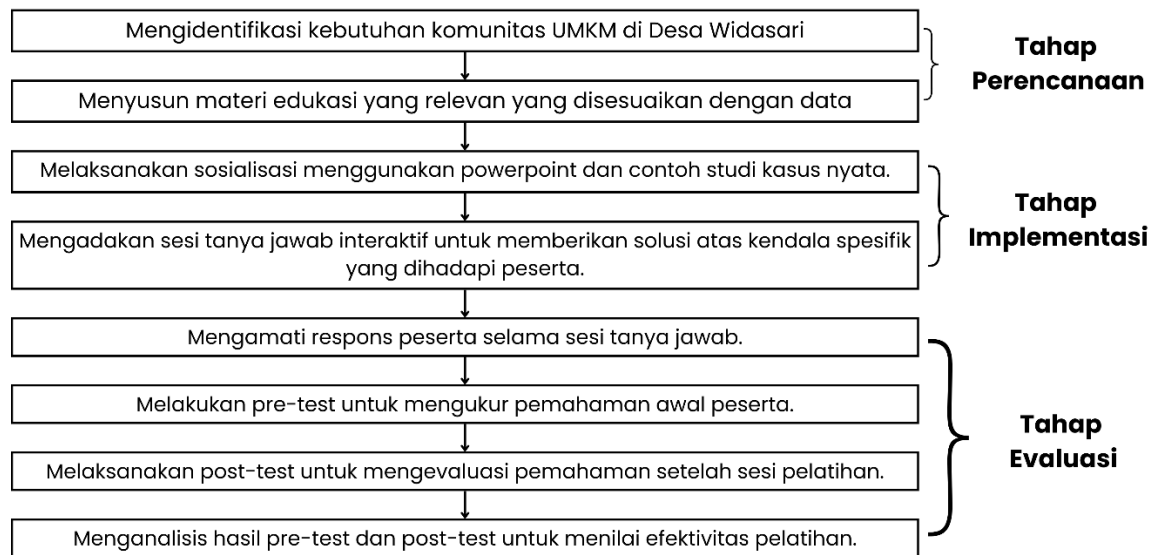 Mengidentifikasi kebutuhan komunitas UMKM di Desa Widasari
Menyusun materi edukasi yang relevan yang disesuaikan dengan data
Tahap
Perencanaan
Melaksanakan sosialisasi menggunakan powerpoint dan contoh studi kasus nyata.
Mengadakan sesi tanya jawab interaktif untuk memberikan solusi atas kendala spesifik
yang dihadapi peserta.
Tahap
Implementasi
Mengamati respons peserta selama sesi tanya jawab.
Melakukan pre-test untuk mengukur pemahaman awal peserta.
Melaksanakan post-test untuk mengevaluasi pemahaman setelah sesi pelatihan.
Menganalisis hasil pre-test dan post-test untuk menilai efektivitas pelatihan.
Tahap
Evaluasi